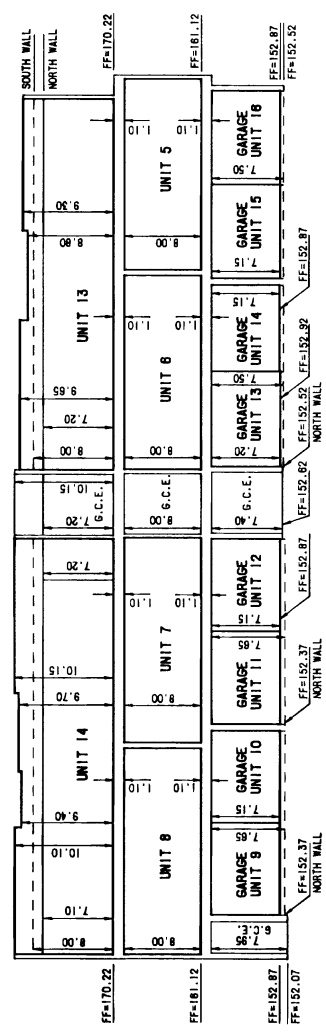 SOUTH WALL
NORTH WALL
8.00
7.10
10.10
9.40
UNIT 14
9.70
10.15
7.20
7.20
G.C.E.
10.15
8.00
7.20
9.65
UNIT 13
8.80
9.30
FF=170.22
FF=170.22
8.00
UNIT 8
1.10
1.10
8.00
UNIT 7
1.10
1.10
8.00
G.C.E.
8.00
UNIT 6
1.10
1.10
8.00
UNIT 5
1.10
1.10
FF=161.12
FF=161.12
7.95
G.C.E.
GARAGE
UNIT 9
7.65
GARAGE
UNIT 10
7.15
GARAGE
UNIT 11
7.65
GARAGE
UNIT 12
7.15
G.C.E.
7.40
GARAGE
UNIT 13
7.20
7.50
GARAGE
UNIT 14
7.15
GARAGE
UNIT 15
7.15
GARAGE
UNIT 16
7.50
FF=152.87
FF=152.07
FF=152.37
NORTH WALL
FF=152.37
NORTH WALL
FF=152.87
FF=152.62
FF=152.52
NORTH WALL
FF=152.92
FF=152.87
FF=152.87
FF=152.52